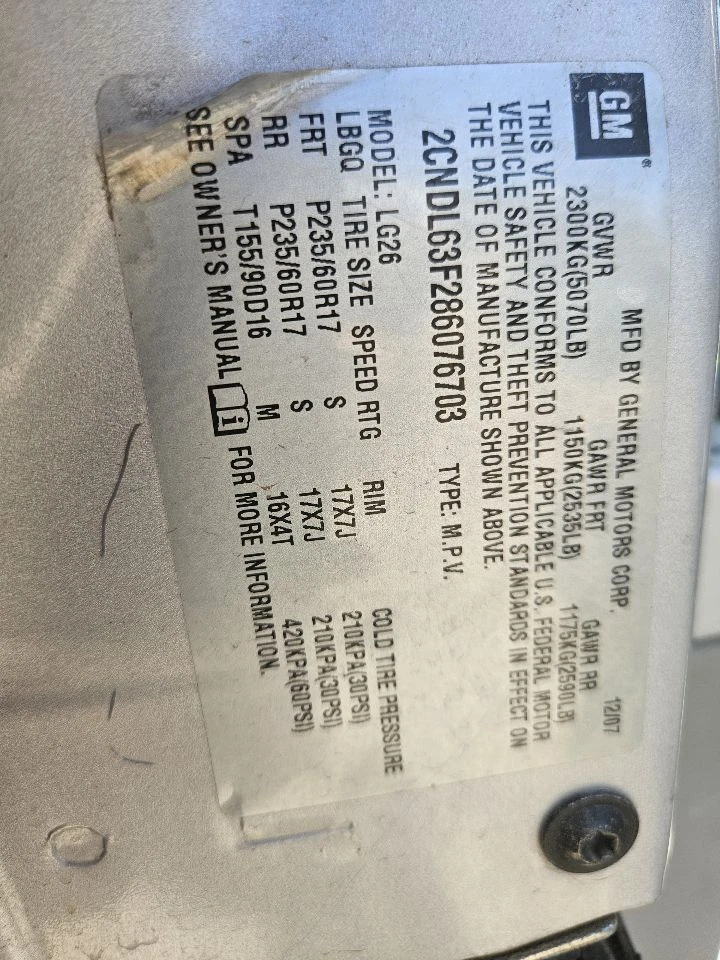 GM®
MFD BY GENERAL MOTORS CORP. 12/07
GVWR GAWR FRT GAWR RR
2300KG(5070LB) 1150KG(2535LB) 1175KG(2590LB)
THIS VEHICLE CONFORMS TO ALL APPLICABLE U.S. FEDERAL MOTOR
VEHICLE SAFETY AND THEFT PREVENTION STANDARDS IN EFFECT ON
THE DATE OF MANUFACTURE SHOWN ABOVE.
2CNDL63F286076703 TYPE: M.P.V.
MODEL: LG26
LBGQ TIRE SIZE SPEED RTG RIM COLD TIRE PRESSURE
FRT P235/60R17 S 17X7J 210KPA(30PSI)
RR P235/60R17 S 17X7J 210KPA(30PSI)
SPA T155/90D16 M 16X4T 420KPA(60PSI)
SEE OWNER'S MANUAL i FOR MORE INFORMATION.